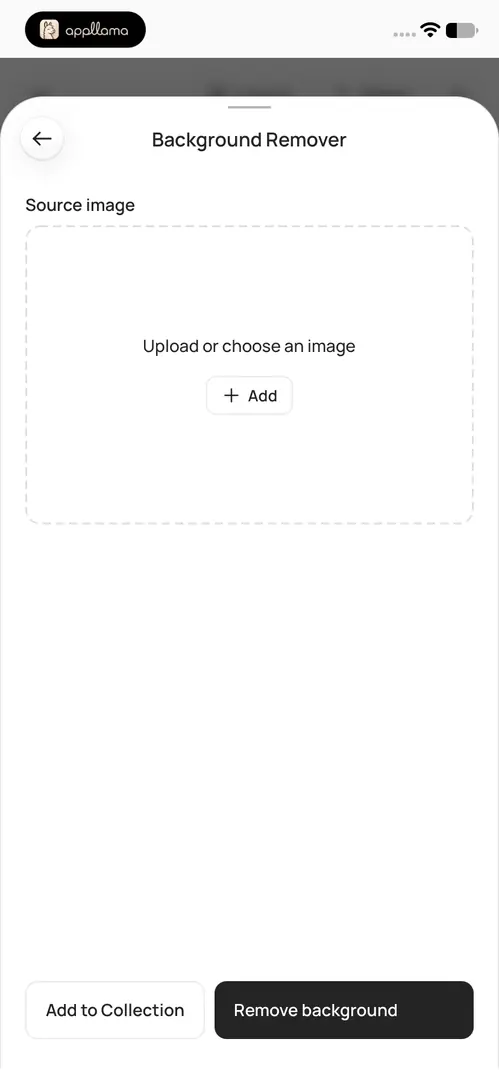 appllama
Background Remover
Source image
Upload or choose an image
+ Add
Add to Collection
Remove background